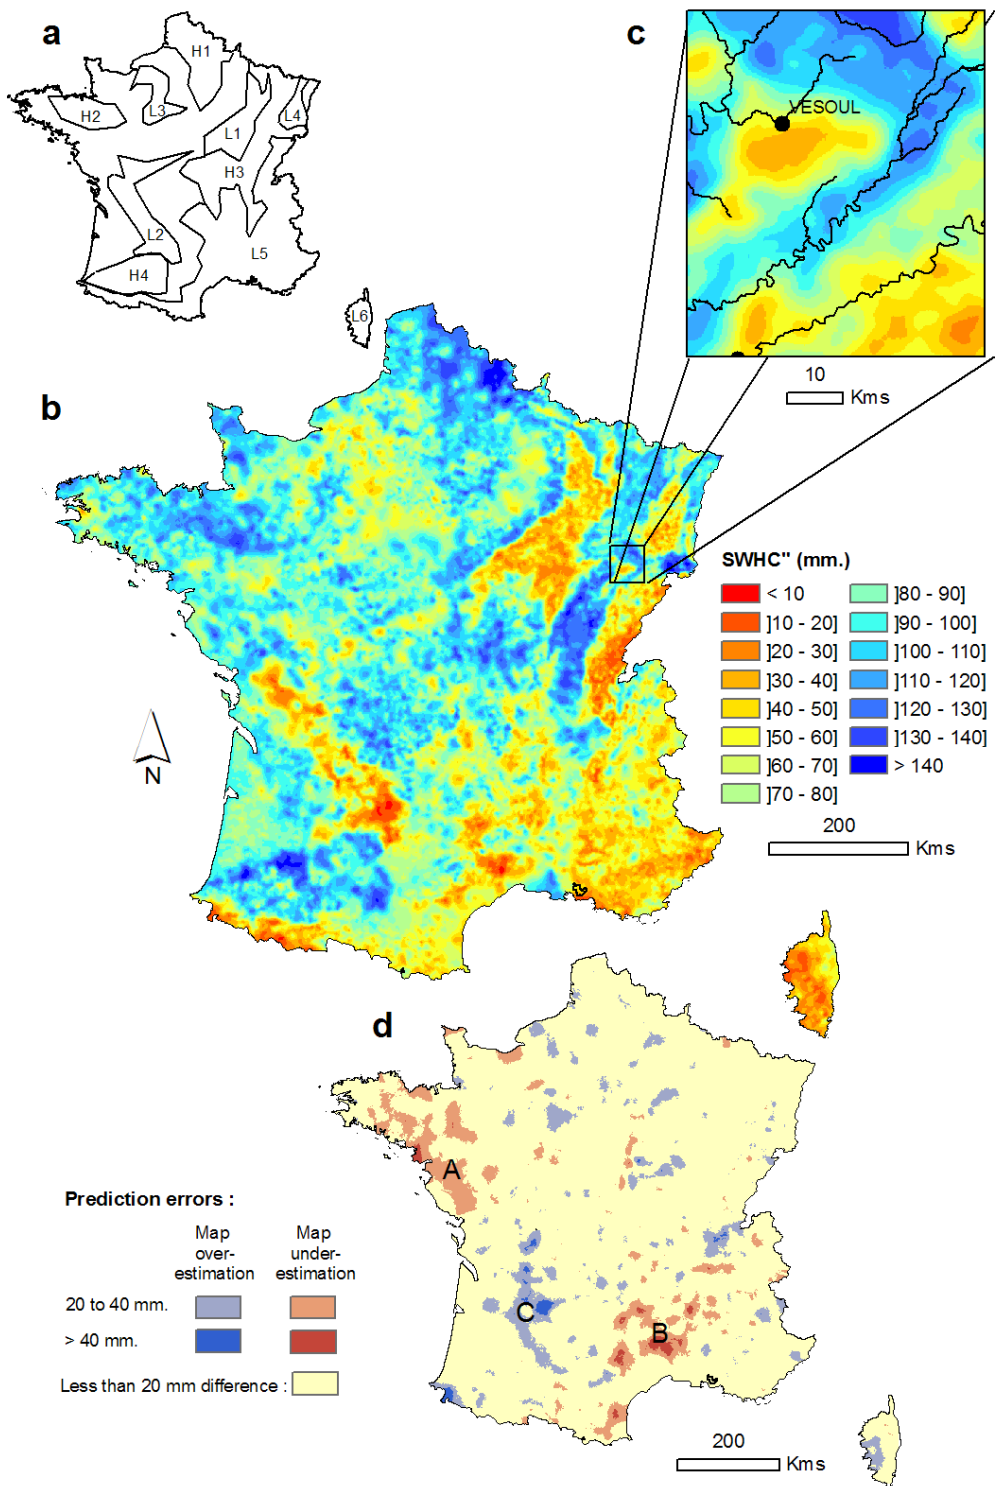 a
H1
H2
L3
L1
L4
H3
L2
L5
H4
L6
c
VESOUL
10
Kms
b
N
SWHC" (mm.)
< 10
]10 - 20]
]20 - 30]
]30 - 40]
]40 - 50]
]50 - 60]
]60 - 70]
]70 - 80]
]80 - 90]
]90 - 100]
]100 - 110]
]110 - 120]
]120 - 130]
]130 - 140]
> 140
200
Kms
d
A
B
C
Prediction errors :
Map over-estimation
Map under-estimation
20 to 40 mm.
> 40 mm.
Less than 20 mm difference :
200
Kms